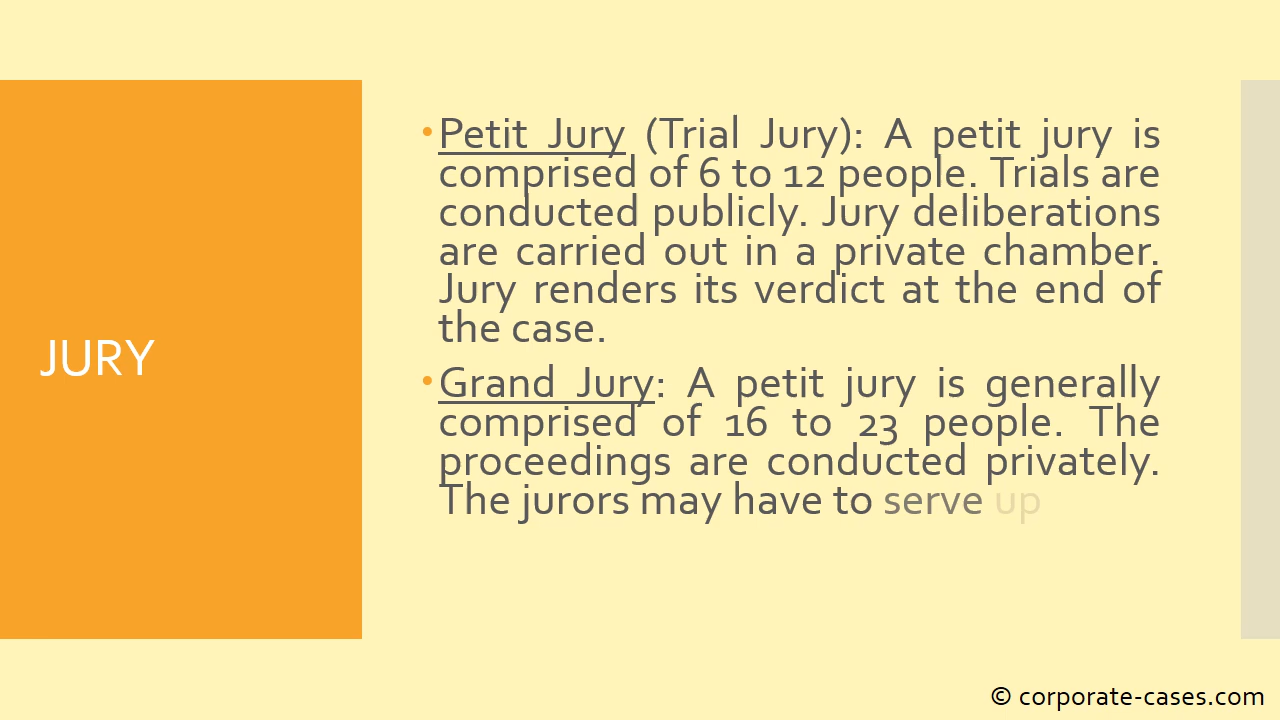 JURY
•Petit Jury (Trial Jury): A petit jury is
comprised of 6 to 12 people. Trials are
conducted publicly. Jury deliberations
are carried out in a private chamber.
Jury renders its verdict at the end of
the case.
•Grand Jury: A petit jury is generally
comprised of 16 to 23 people. The
proceedings are conducted privately.
The jurors may have to serve up
© corporate-cases.com